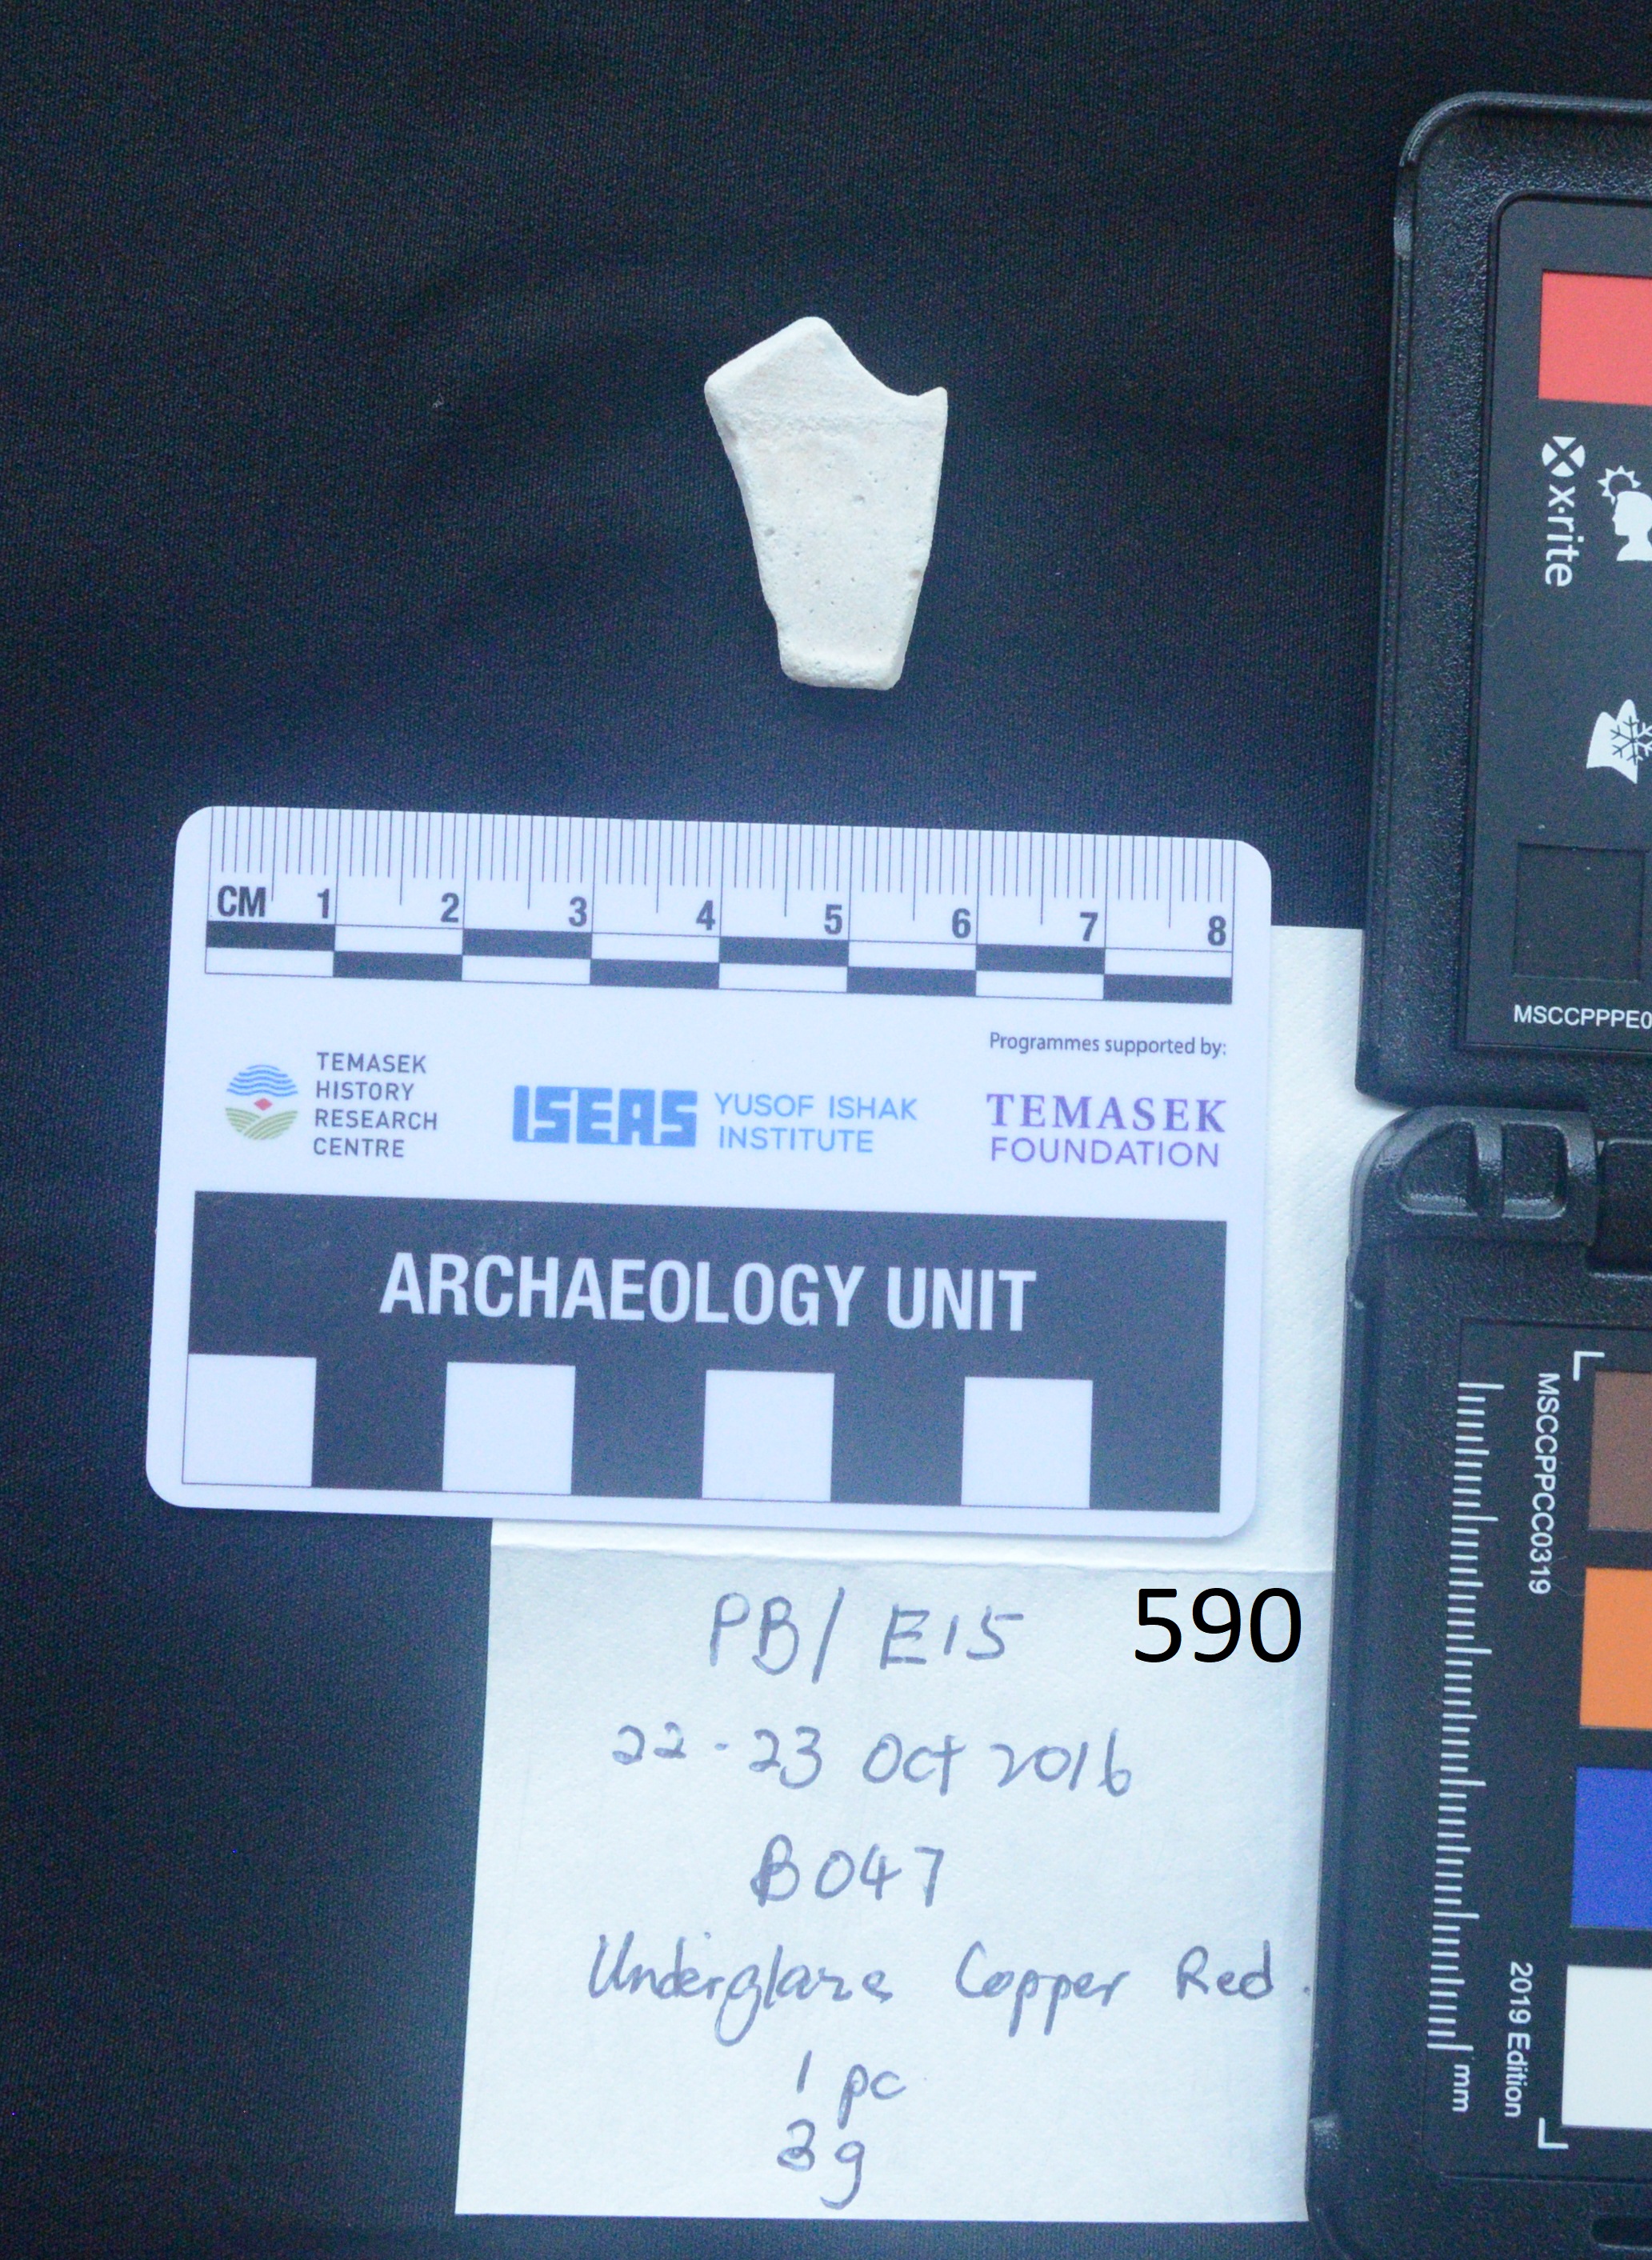 x·rite
CM 1 2 3 4 5 6 7 8
MSCCPPPE0
Programmes supported by:
TEMASEK
HISTORY
RESEARCH
CENTRE
ISEAS YUSOF ISHAK
INSTITUTE
TEMASEK
FOUNDATION
ARCHAEOLOGY UNIT
MSCCPPCC0319
2019 Edition
mm
PB/ E15 590
22-23 Oct 2016
B047
Underglaze Copper Red.
1 pc
3g